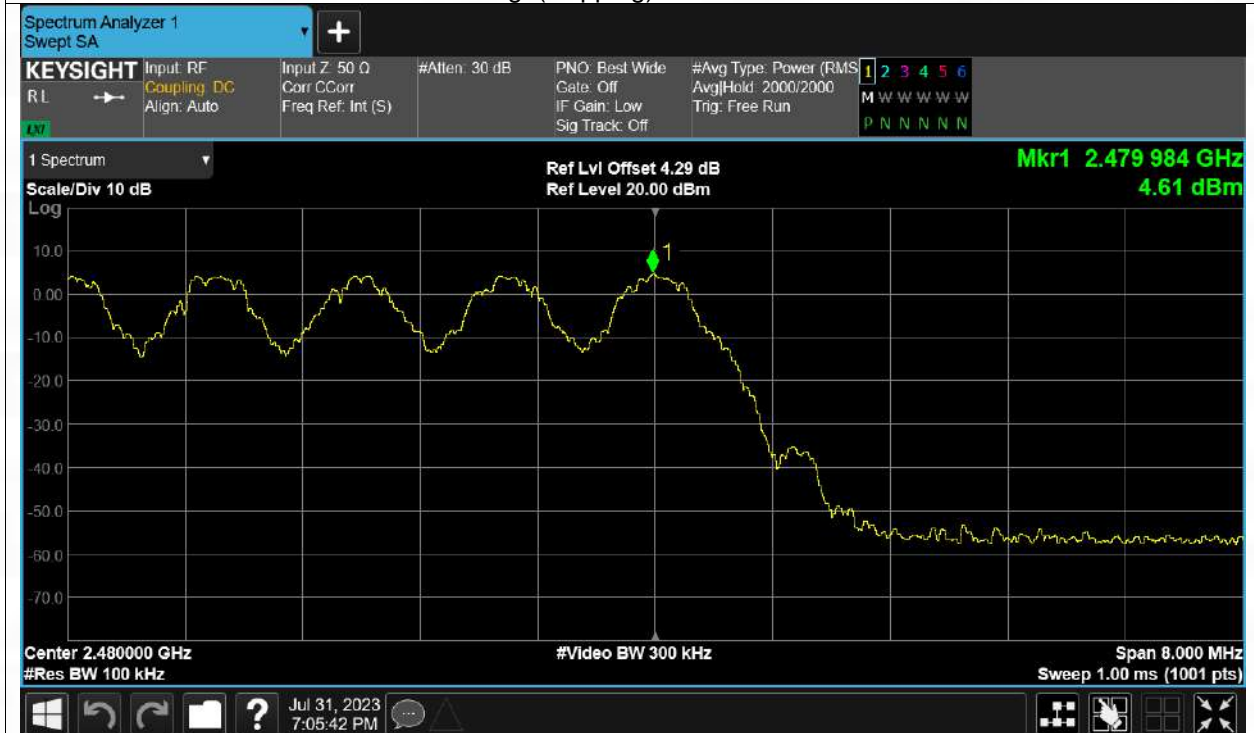 Spectrum Analyzer 1
Swept SA
+
KEYSIGHT
RL
LXI
Input: RF
Coupling: DC
Align: Auto
Input Z: 50 Ω
Corr CCorr
Freq Ref: Int (S)
#Atten: 30 dB
PNO: Best Wide
Gate: Off
IF Gain: Low
Sig Track: Off
#Avg Type: Power (RMS
Avg|Hold: 2000/2000
Trig: Free Run
1 2 3 4 5 6
M W W W W W
P N N N N N
1 Spectrum
Scale/Div 10 dB
Log
Ref Lvl Offset 4.29 dB
Ref Level 20.00 dBm
Mkr1 2.479 984 GHz
4.61 dBm
1
10.0
0.00
-10.0
-20.0
-30.0
-40.0
-50.0
-60.0
-70.0
Center 2.480000 GHz
#Res BW 100 kHz
#Video BW 300 kHz
Span 8.000 MHz
Sweep 1.00 ms (1001 pts)
?
Jul 31, 2023
7:05:42 PM